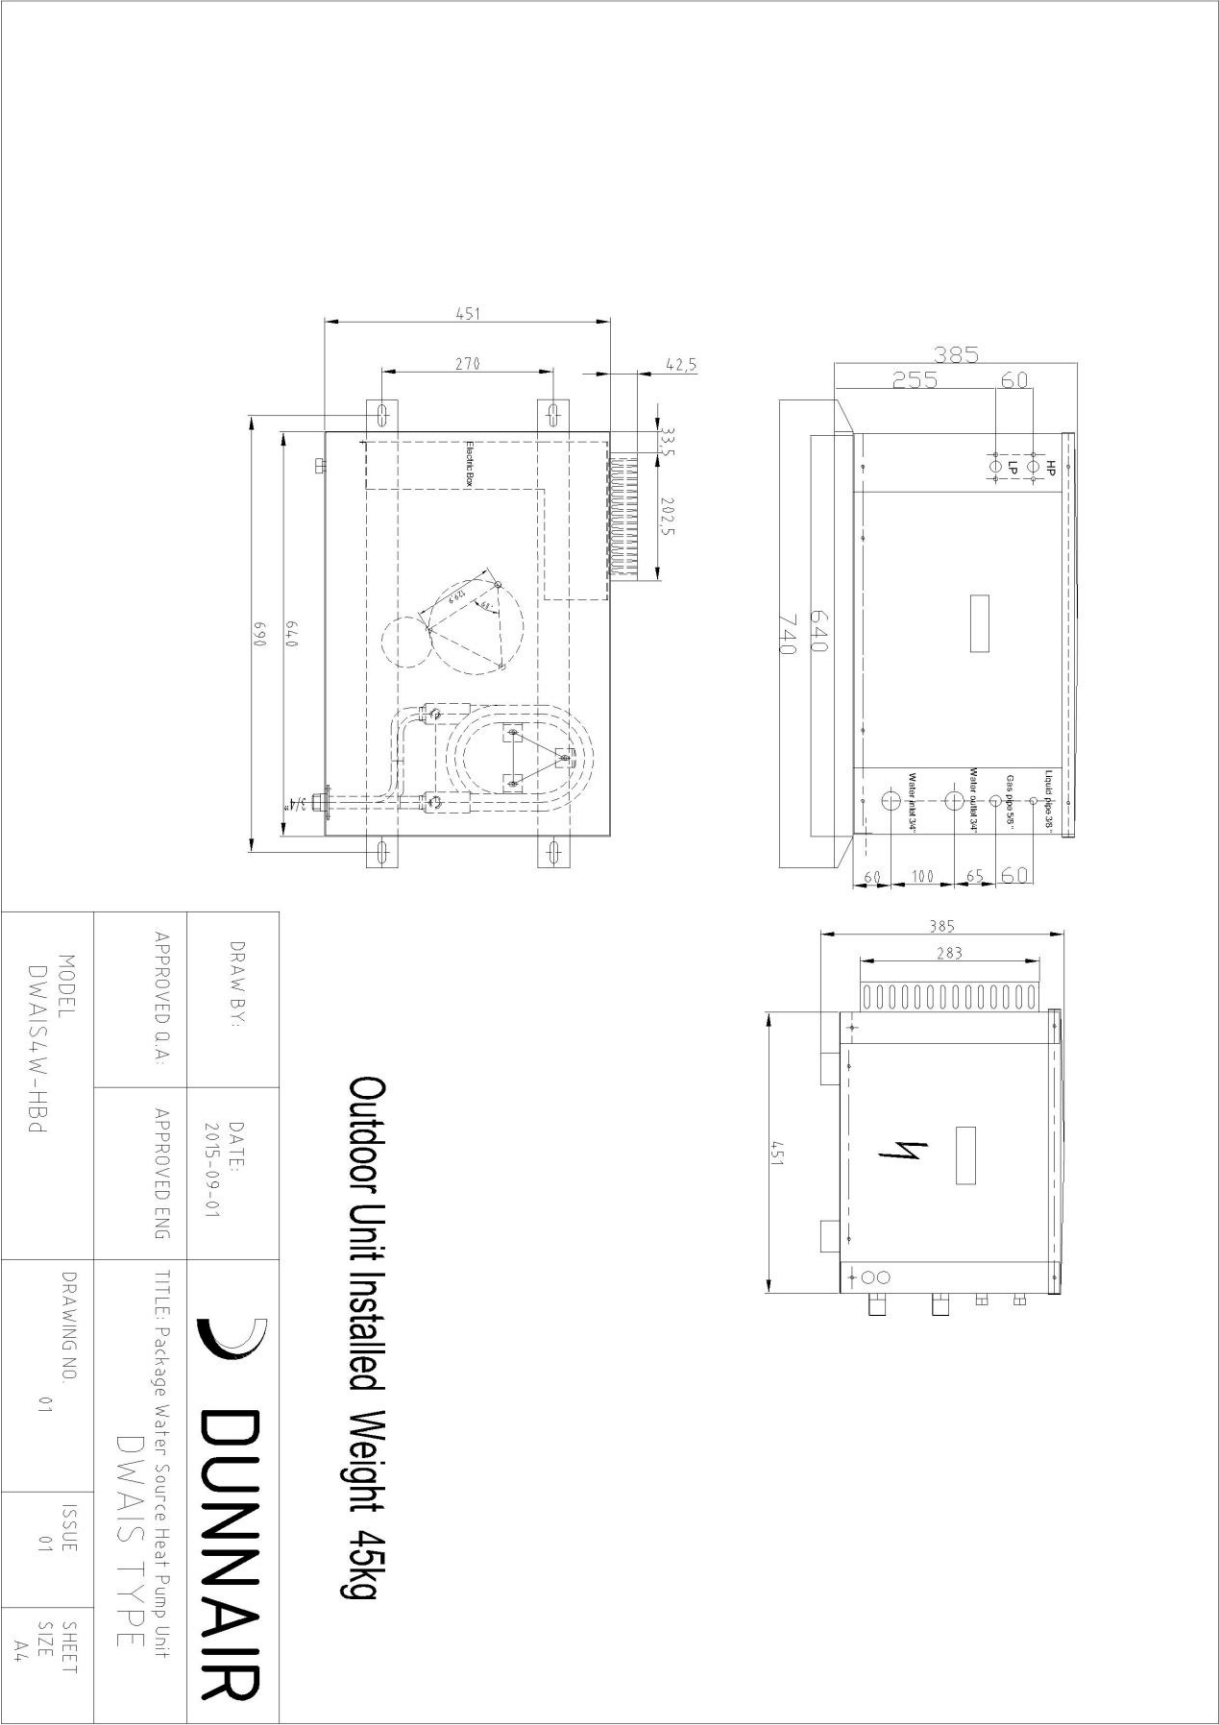 385
255
60
HP
LP
640
740
Liquid pipe 3/8"
Gas pipe 5/8"
Water outlet 3/4"
Water inlet 3/4"
60
100
65
60
385
283
451
451
270
42,5
33,5
202,5
Electric Box
129,9
640
690
3/4"
Outdoor Unit Installed Weight 45kg
DRAW BY:
DATE:
2015-09-01
DUNNAIR
APPROVED Q.A:
APPROVED ENG
TITLE: Package Water Source Heat Pump Unit
DWAIS TYPE
MODEL
DWAIS4W-HBd
DRAWING NO.
01
ISSUE
01
SHEET
SIZE
A4